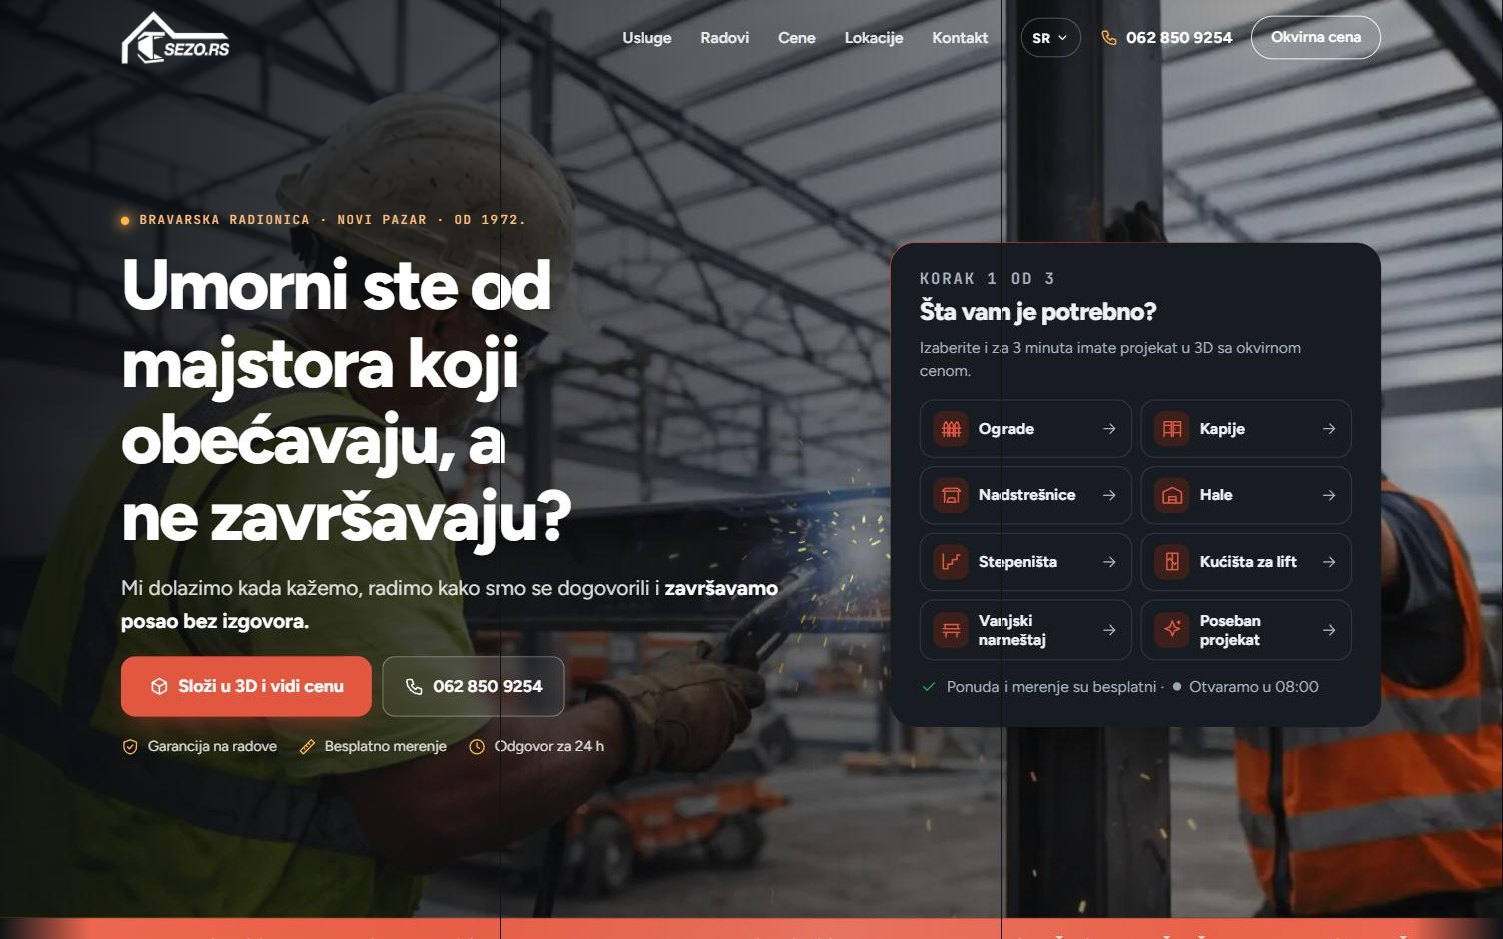 SEZO.RS
Usluge Radovi Cene Lokacije Kontakt SR 062 850 9254 Okvirna cena
BRAVARSKA RADIONICA · NOVI PAZAR · OD 1972.
Umorni ste od
majstora koji
obećavaju, a
ne završavaju?
Mi dolazimo kada kažemo, radimo kako smo se dogovorili i završavamo
posao bez izgovora.
Složi u 3D i vidi cenu
062 850 9254
Garancija na radove
Besplatno merenje
Odgovor za 24 h
KORAK 1 OD 3
Šta vam je potrebno?
Izaberite i za 3 minuta imate projekat u 3D sa okvirnom
cenom.
Ograde
Kapije
Nadstrešnice
Hale
Stepeništa
Kućišta za lift
Vanjski
nameštaj
Poseban
projekat
Ponuda i merenje su besplatni ·
Otvaramo u 08:00